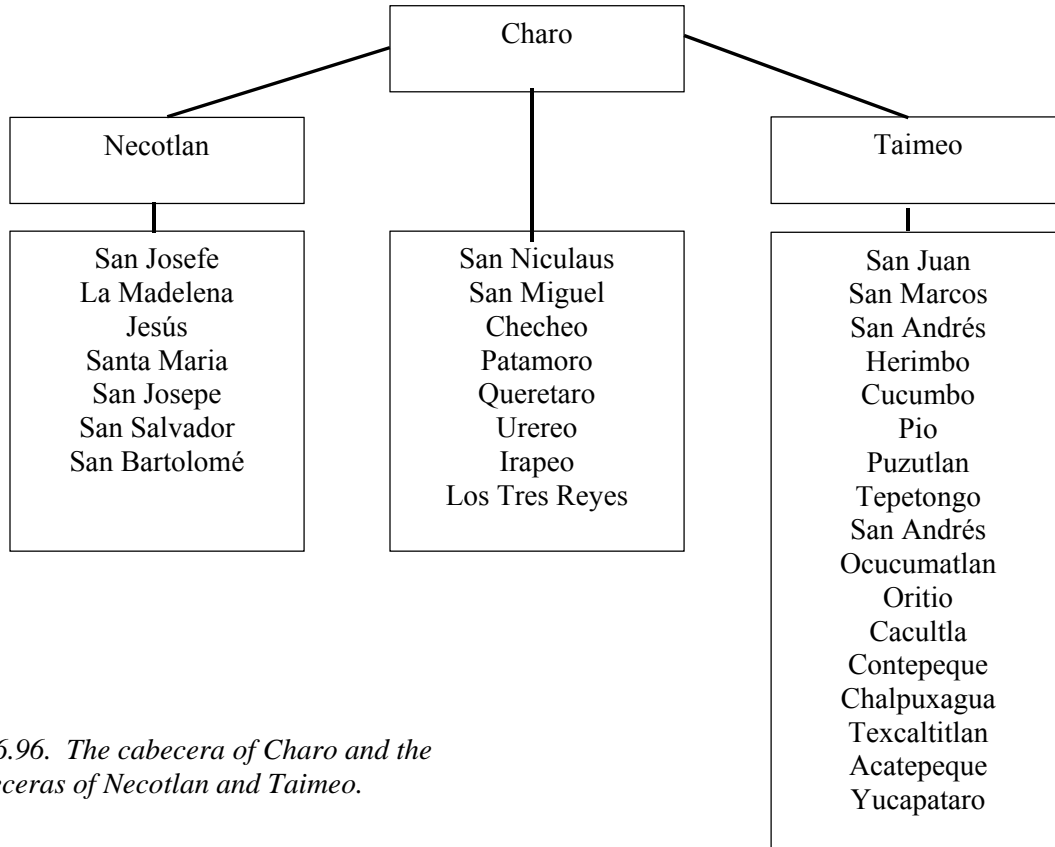 Charo
Necotlan
Taimeo
San Josefe
La Madelena
Jesús
Santa Maria
San Josepe
San Salvador
San Bartolomé
San Niculaus
San Miguel
Checheo
Patamoro
Queretaro
Urereo
Irapeo
Los Tres Reyes
San Juan
San Marcos
San Andrés
Herimbo
Cucumbo
Pio
Puzutlan
Tepetongo
San Andrés
Ocucumatlan
Oritio
Cacultla
Contepeque
Chalpuxagua
Texcaltitlan
Acatepeque
Yucapataro
6.96. The cabecera of Charo and the
eceras of Necotlan and Taimeo.